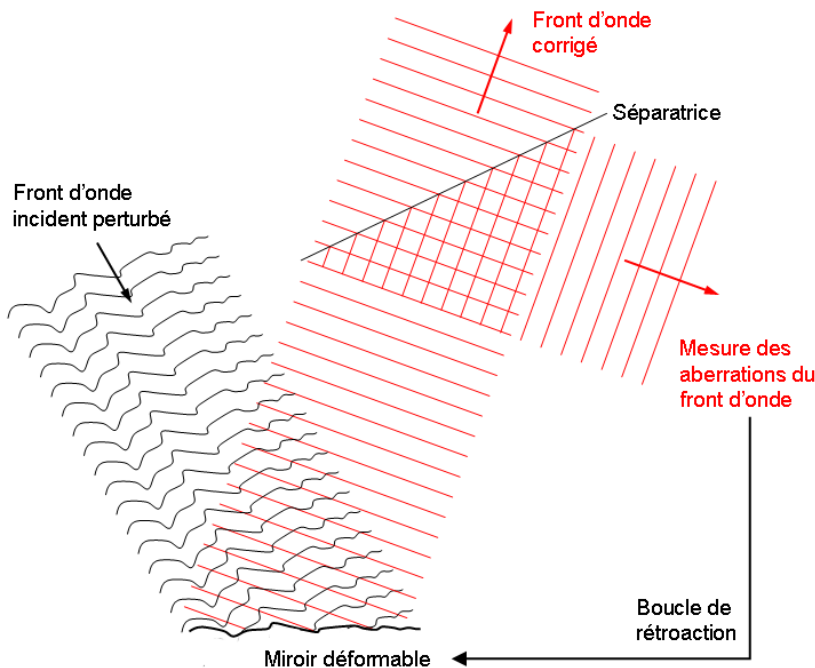 Front d'onde
corrigé
Séparatrice
Front d'onde
incident perturbé
Mesure des
aberrations du
front d'onde
Boucle de
rétroaction
Miroir déformable